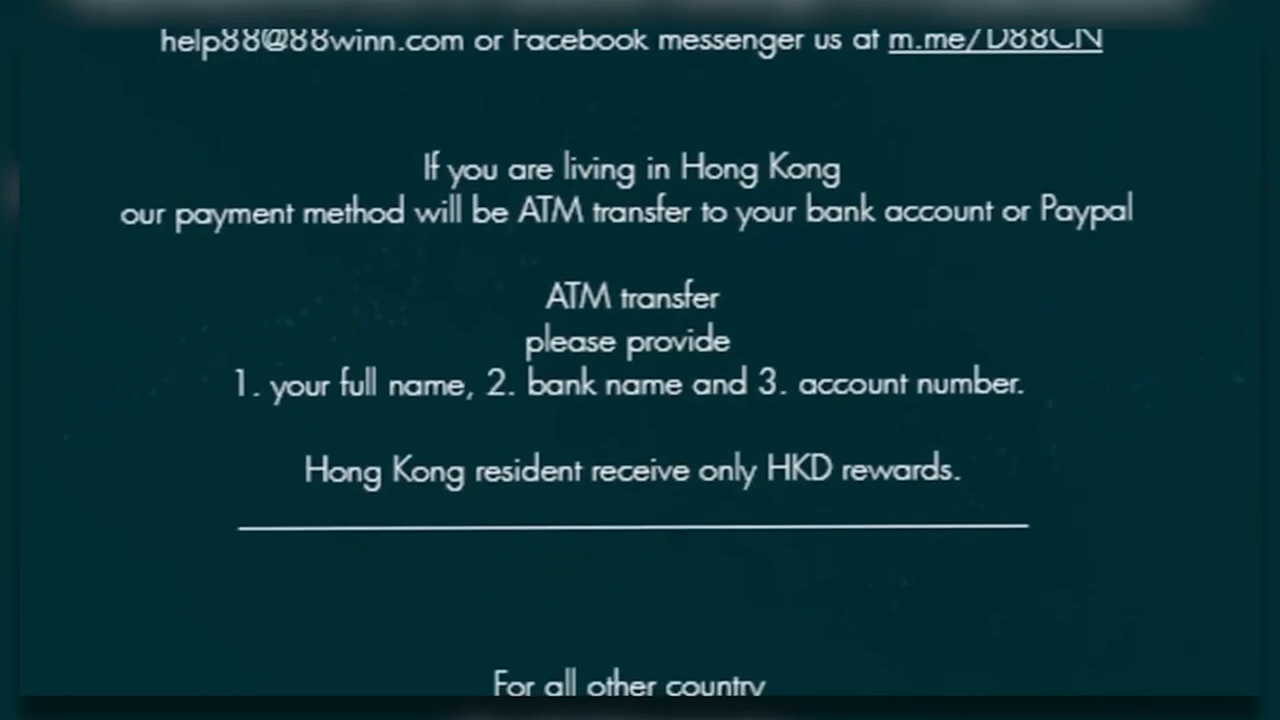 help88@88winn.com or Facebook messenger us at m.me/D88CN
If you are living in Hong Kong
our payment method will be ATM transfer to your bank account or Paypal
ATM transfer
please provide
1. your full name, 2. bank name and 3. account number.
Hong Kong resident receive only HKD rewards.
For all other country